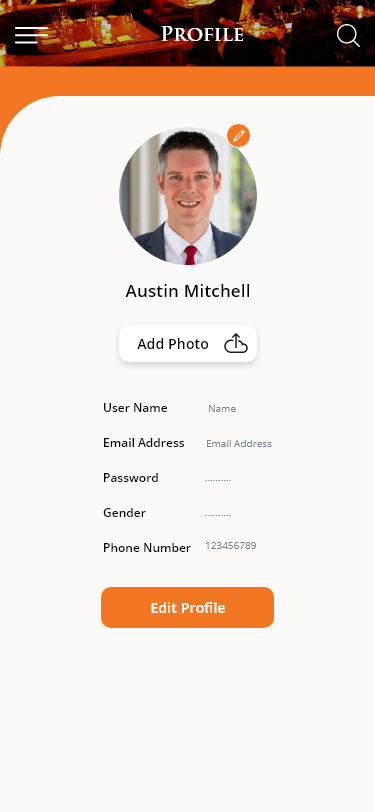 Profile
Austin Mitchell
Add Photo
User Name Name
Email Address Email Address
Password ..........
Gender ..........
Phone Number 123456789
Edit Profile